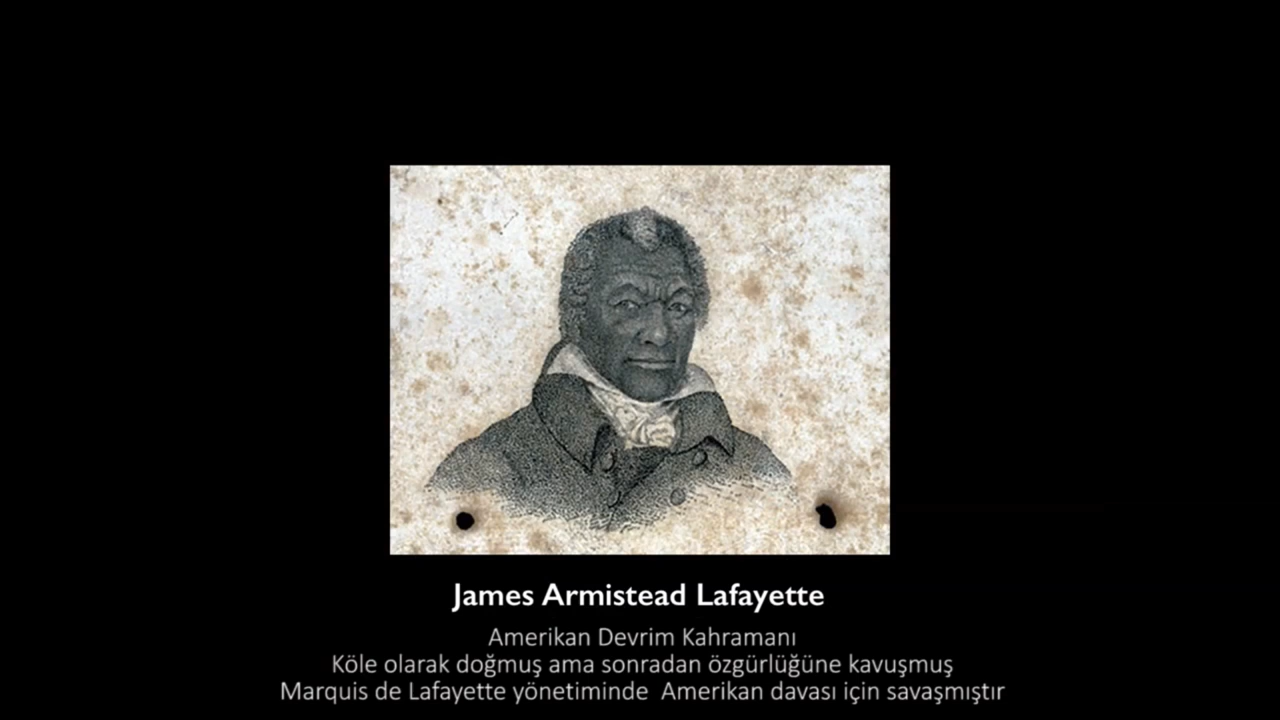 James Armistead Lafayette
Amerikan Devrim Kahramanı
Köle olarak doğmuş ama sonradan özgürlüğüne kavuşmuş
Marquis de Lafayette yönetiminde Amerikan davası için savaşmıştır